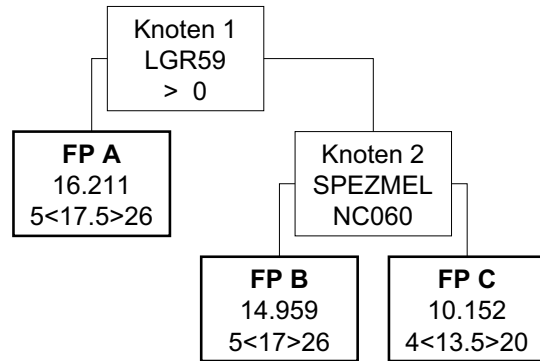 Knoten 1
LGR59
> 0
FP A
16.211
5<17.5>26
Knoten 2
SPEZMEL
NC060
FP B
14.959
5<17>26
FP C
10.152
4<13.5>20